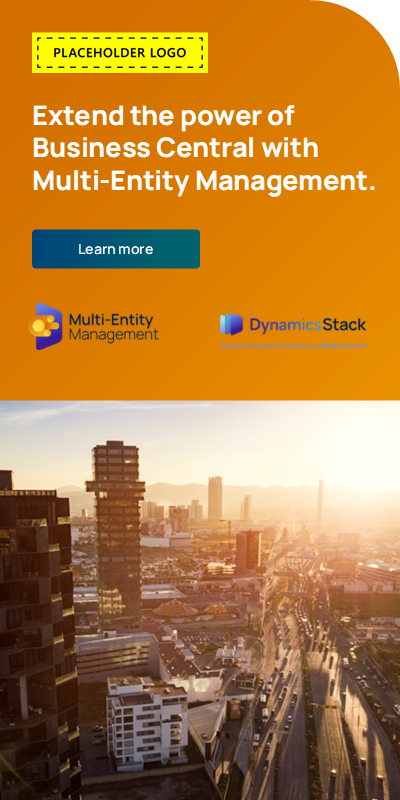 PLACEHOLDER LOGO
Extend the power of
Business Central with
Multi-Entity Management.
Learn more
Multi-Entity
Management
DynamicsStack